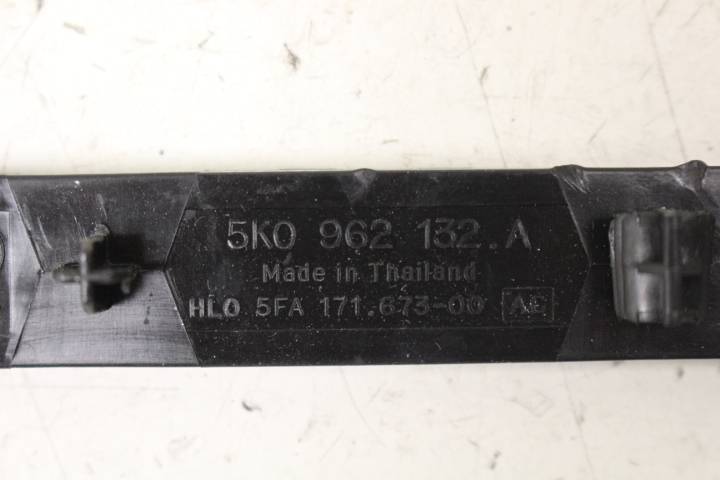 5K0 962 132.A
Made in Thailand
HLO 5FA 171.673-00 AE